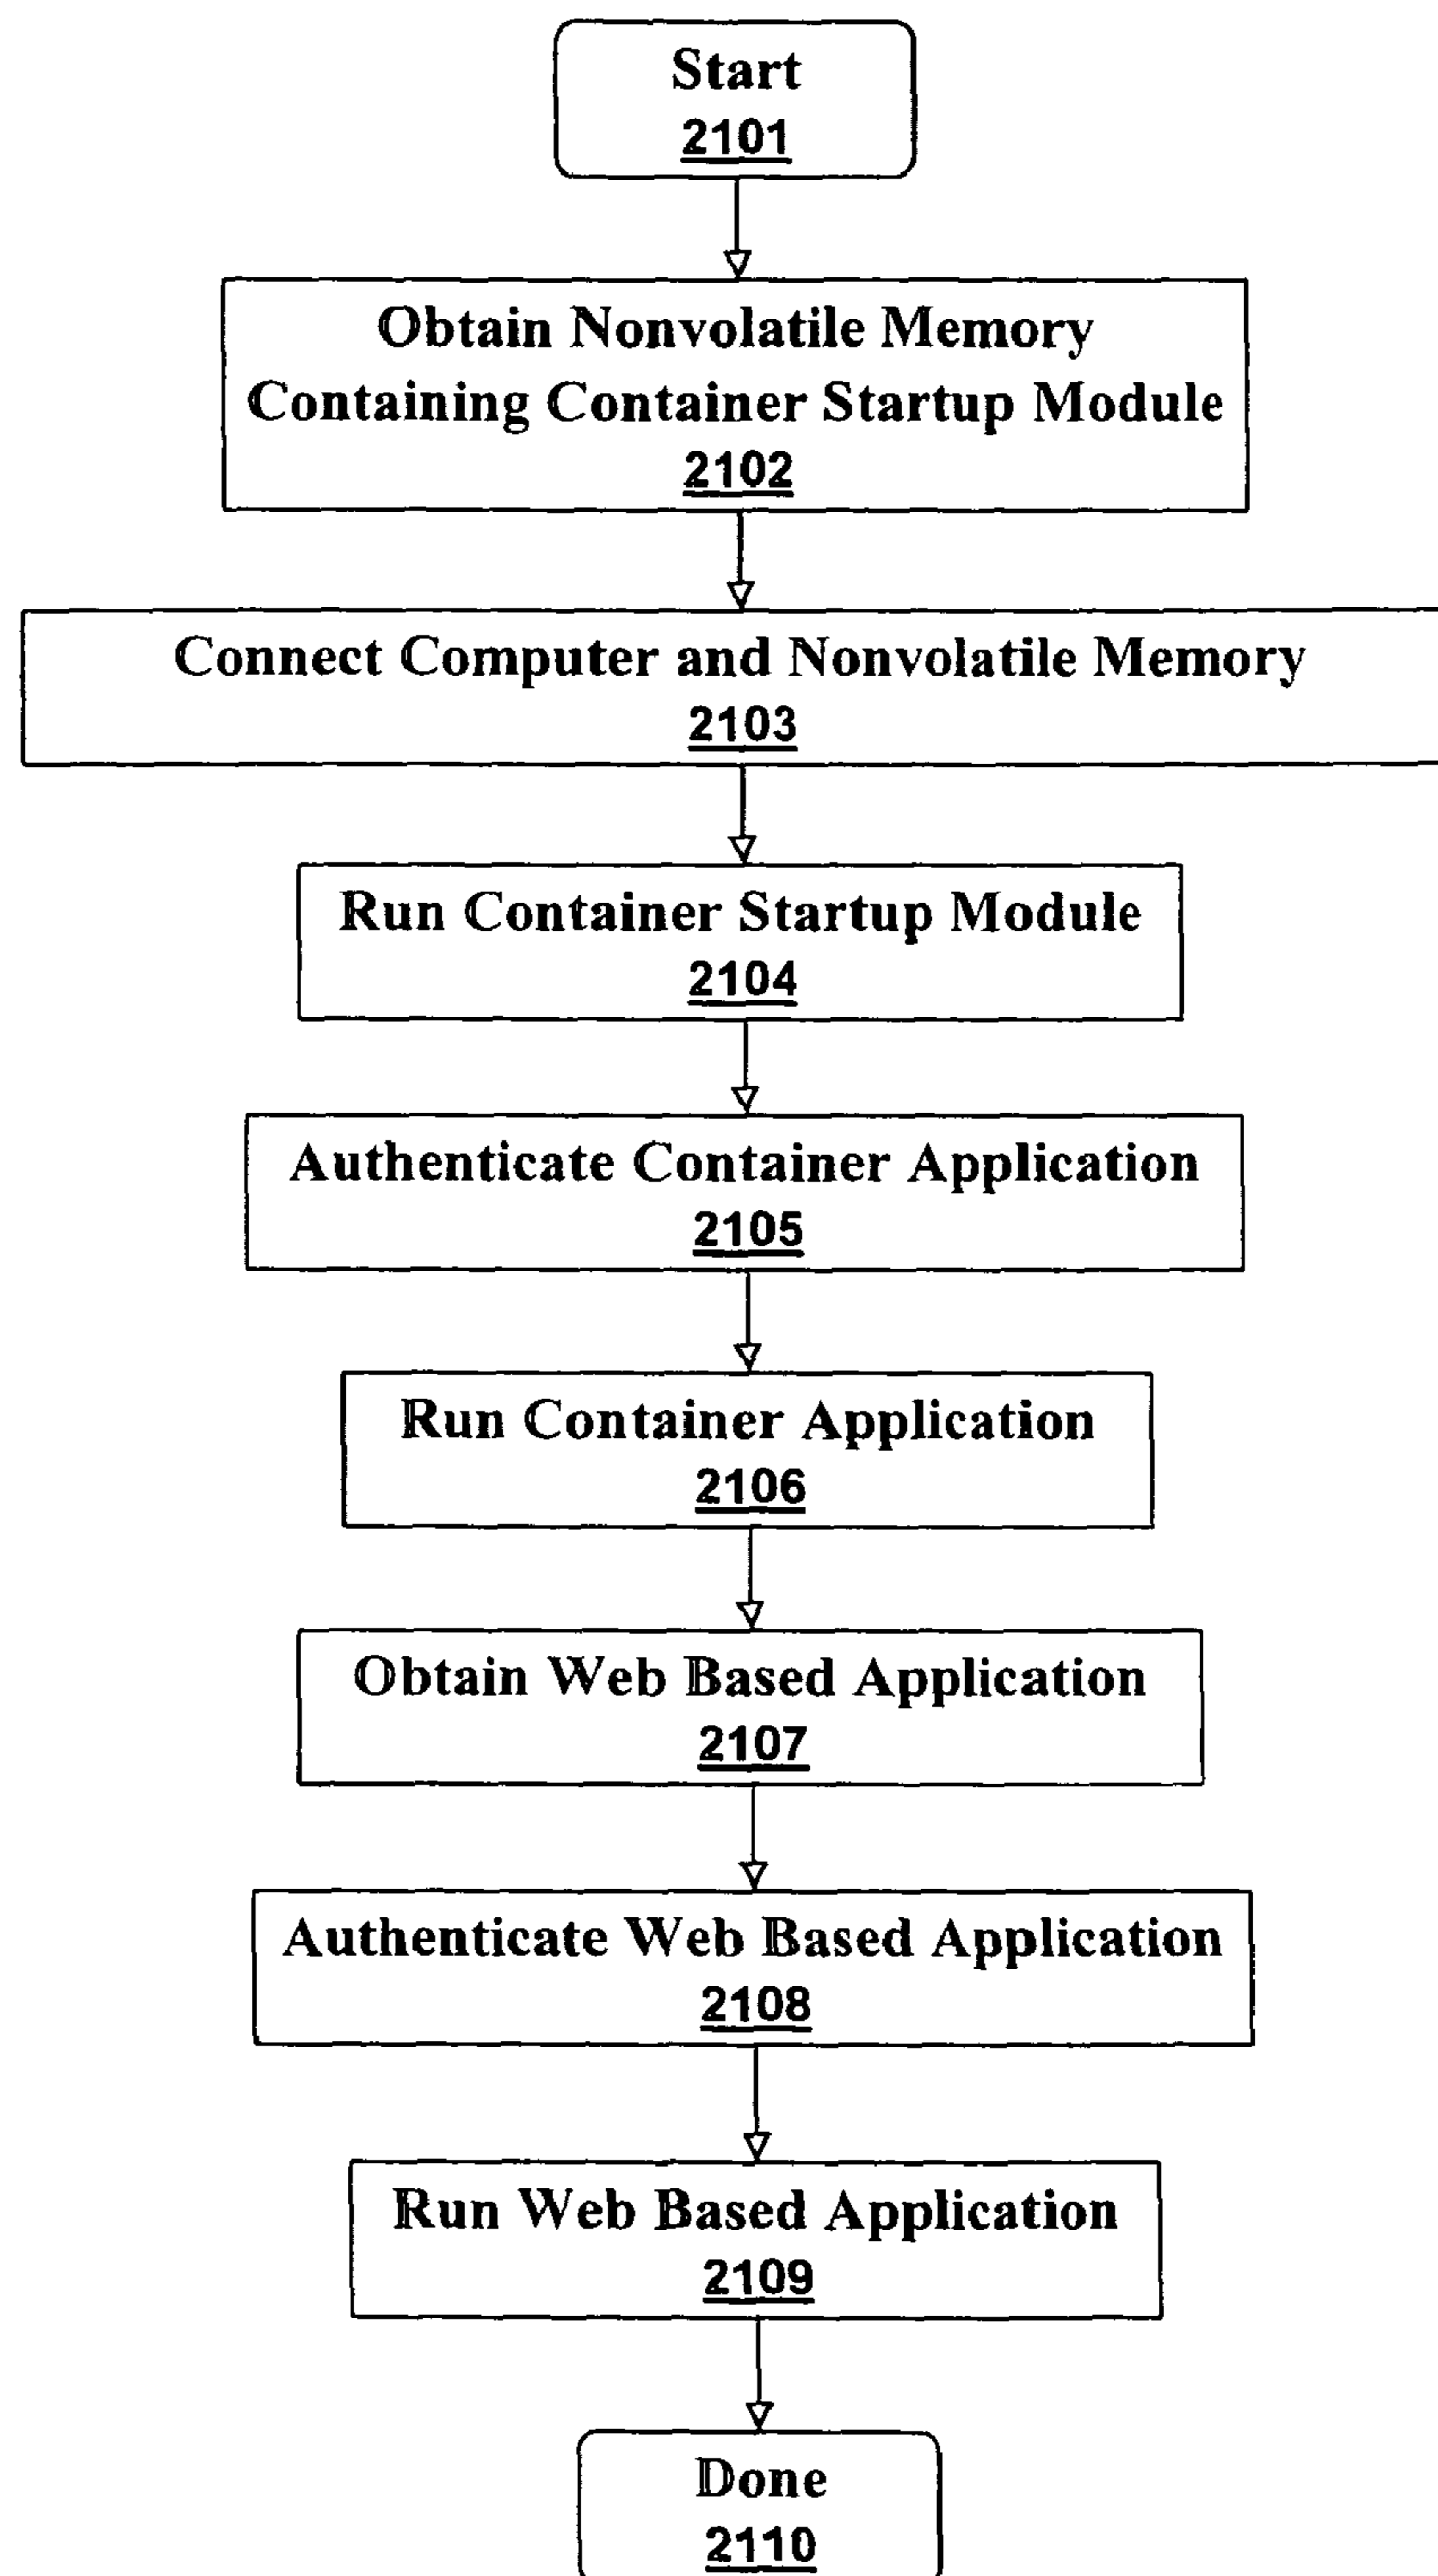 Start
2101
Obtain Nonvolatile Memory
Containing Container Startup Module
2102
Connect Computer and Nonvolatile Memory
2103
Run Container Startup Module
2104
Authenticate Container Application
2105
Run Container Application
2106
Obtain Web Based Application
2107
Authenticate Web Based Application
2108
Run Web Based Application
2109
Done
2110